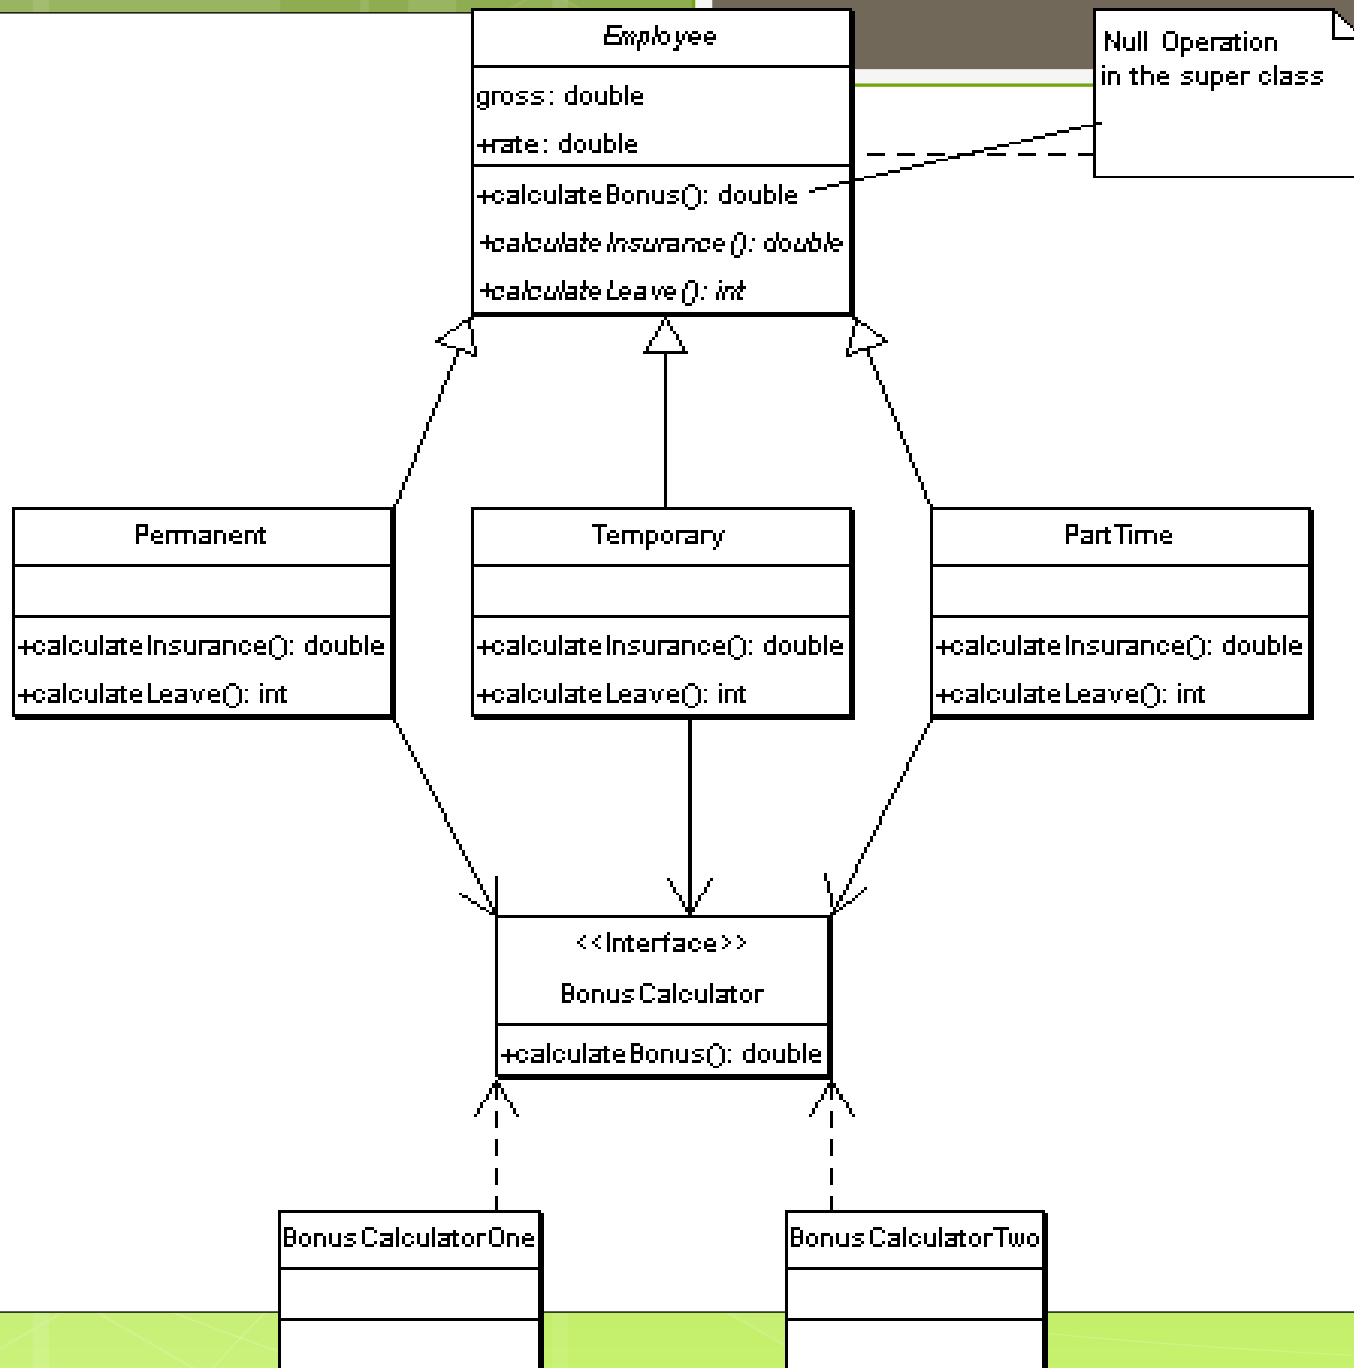 Employee
gross: double
+rate: double
+calculateBonus(): double
+calculateInsurance(): double
+calculateLeave(): int
Null Operation
in the super class
Permanent
+calculateInsurance(): double
+calculateLeave(): int
Temporary
+calculateInsurance(): double
+calculateLeave(): int
PartTime
+calculateInsurance(): double
+calculateLeave(): int
<<Interface>>
BonusCalculator
+calculateBonus(): double
BonusCalculatorOne
BonusCalculatorTwo